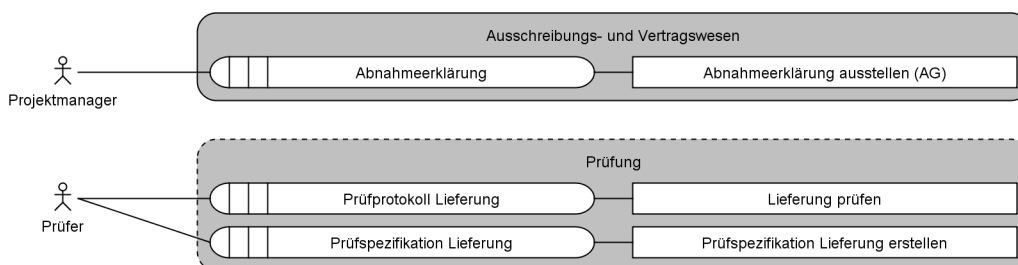 Ausschreibungs- und Vertragswesen
Projektmanager
Abnahmeerklärung
Abnahmeerklärung ausstellen (AG)
Prüfung
Prüfer
Prüfprotokoll Lieferung
Lieferung prüfen
Prüfspezifikation Lieferung
Prüfspezifikation Lieferung erstellen